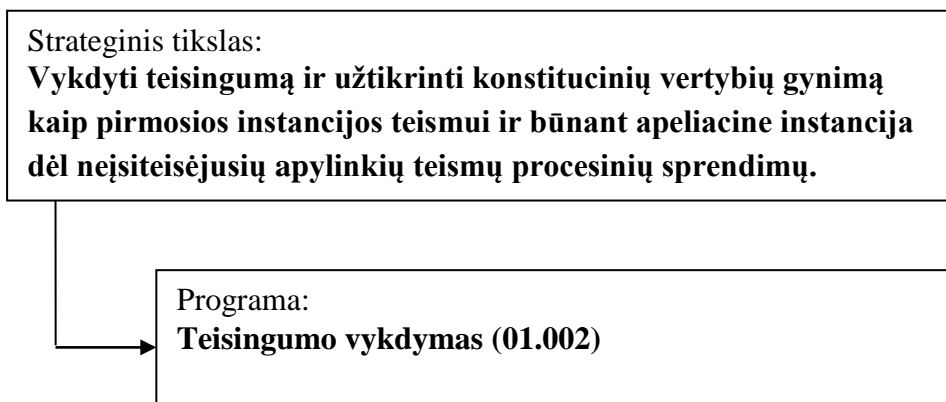 Strateginis tikslas:
Vykdyti teisingumą ir užtikrinti konstitucinių vertybių gynimą
kaip pirmosios instancijos teismui ir būnant apeliacine instancija
dėl neįsiteisėjusių apylinkių teismų procesinių sprendimų.
Programa:
Teisingumo vykdymas (01.002)